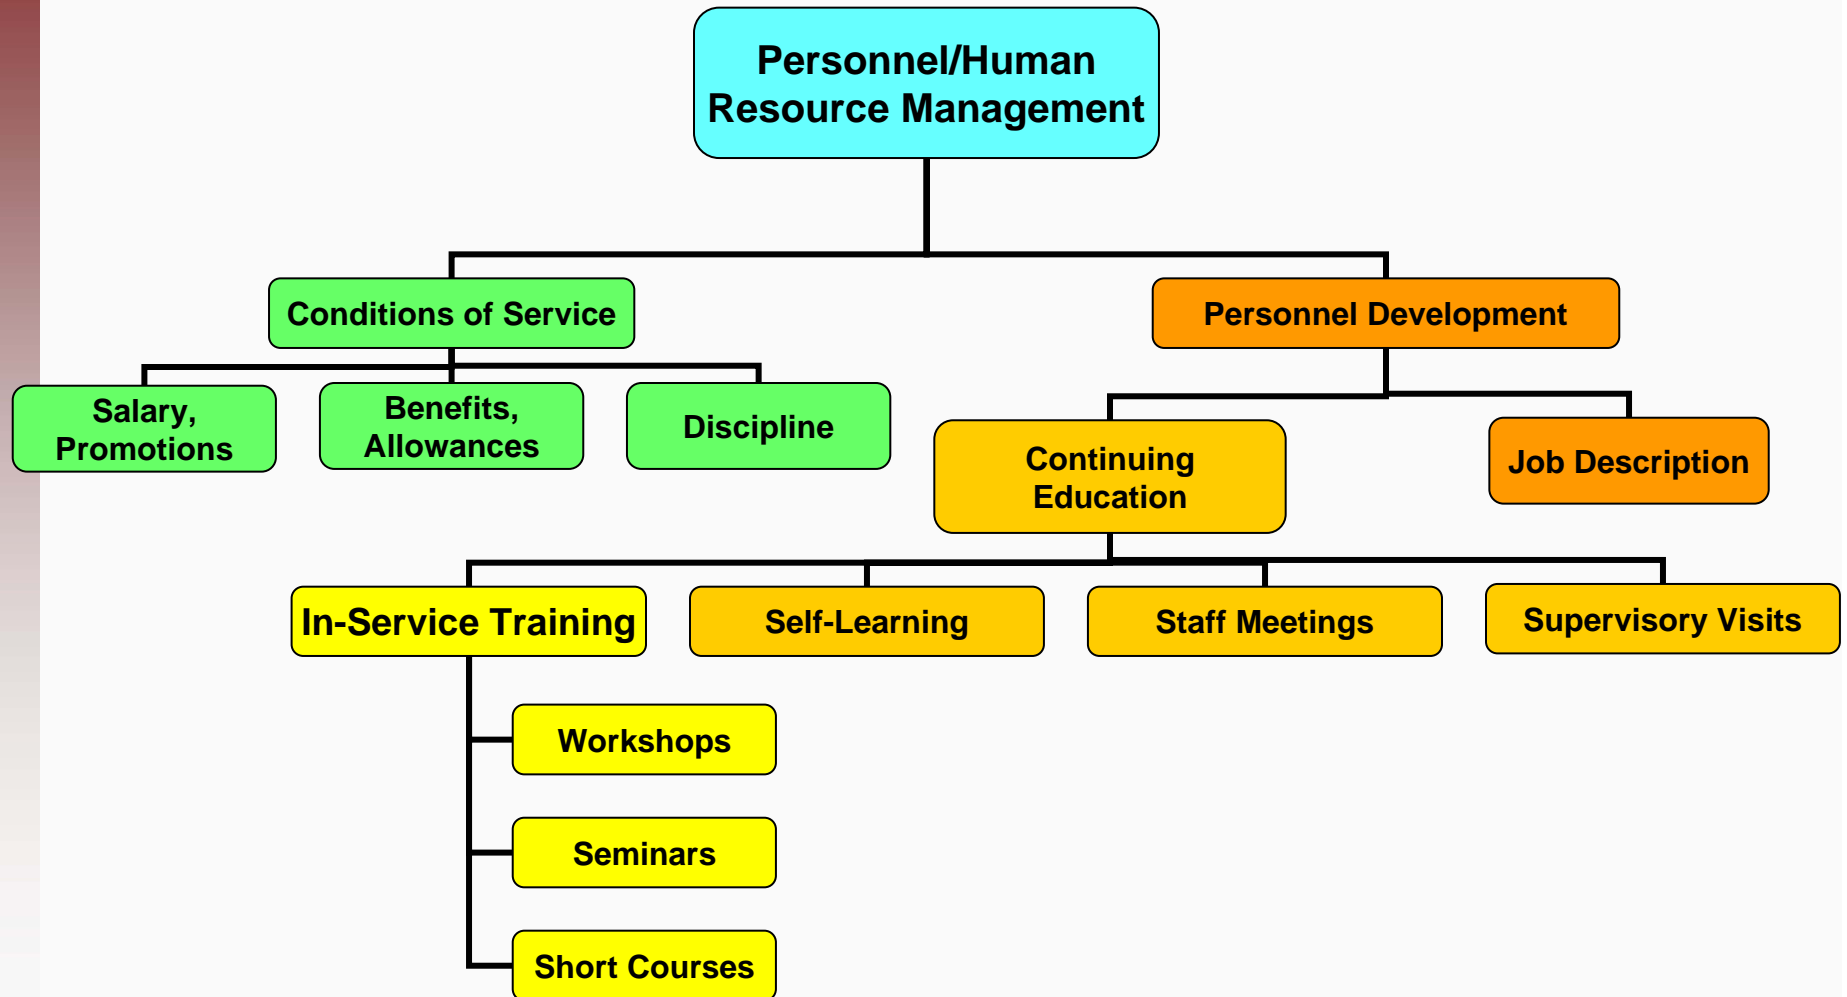 Personnel/Human
Resource Management
Conditions of Service
Personnel Development
Salary,
Promotions
Benefits,
Allowances
Discipline
Continuing
Education
Job Description
In-Service Training
Self-Learning
Staff Meetings
Supervisory Visits
Workshops
Seminars
Short Courses